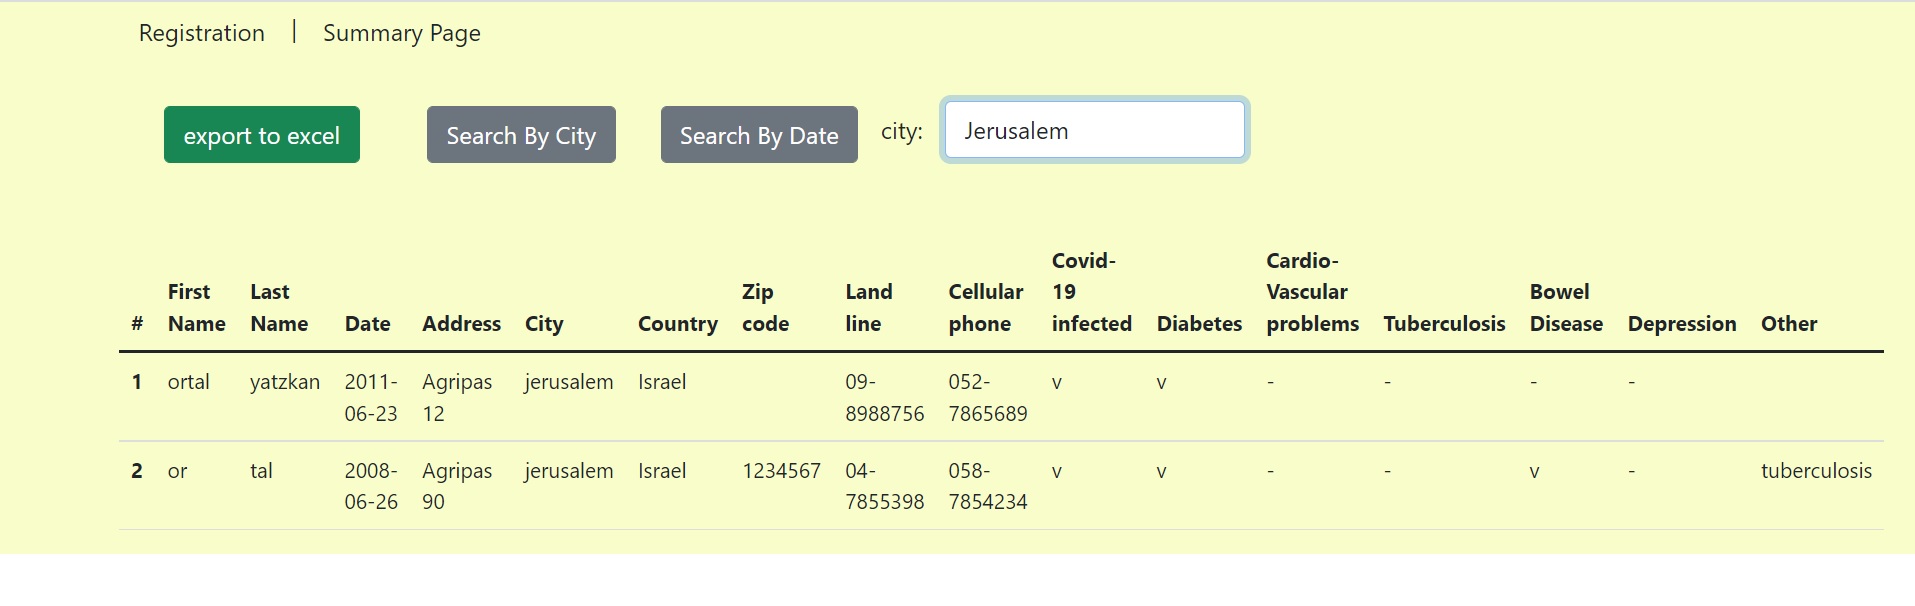 Registration | Summary Page
export to excel Search By City Search By Date city: Jerusalem
Covid- Cardio-
First Last Zip Land Cellular 19 Vascular Bowel
# Name Name Date Address City Country code line phone infected Diabetes problems Tuberculosis Disease Depression Other
1 ortal yatzkan 2011- Agripas jerusalem Israel 09- 052- v v - - - -
06-23 12 8988756 7865689
2 or tal 2008- Agripas jerusalem Israel 1234567 04- 058- v v - - v - tuberculosis
06-26 90 7855398 7854234